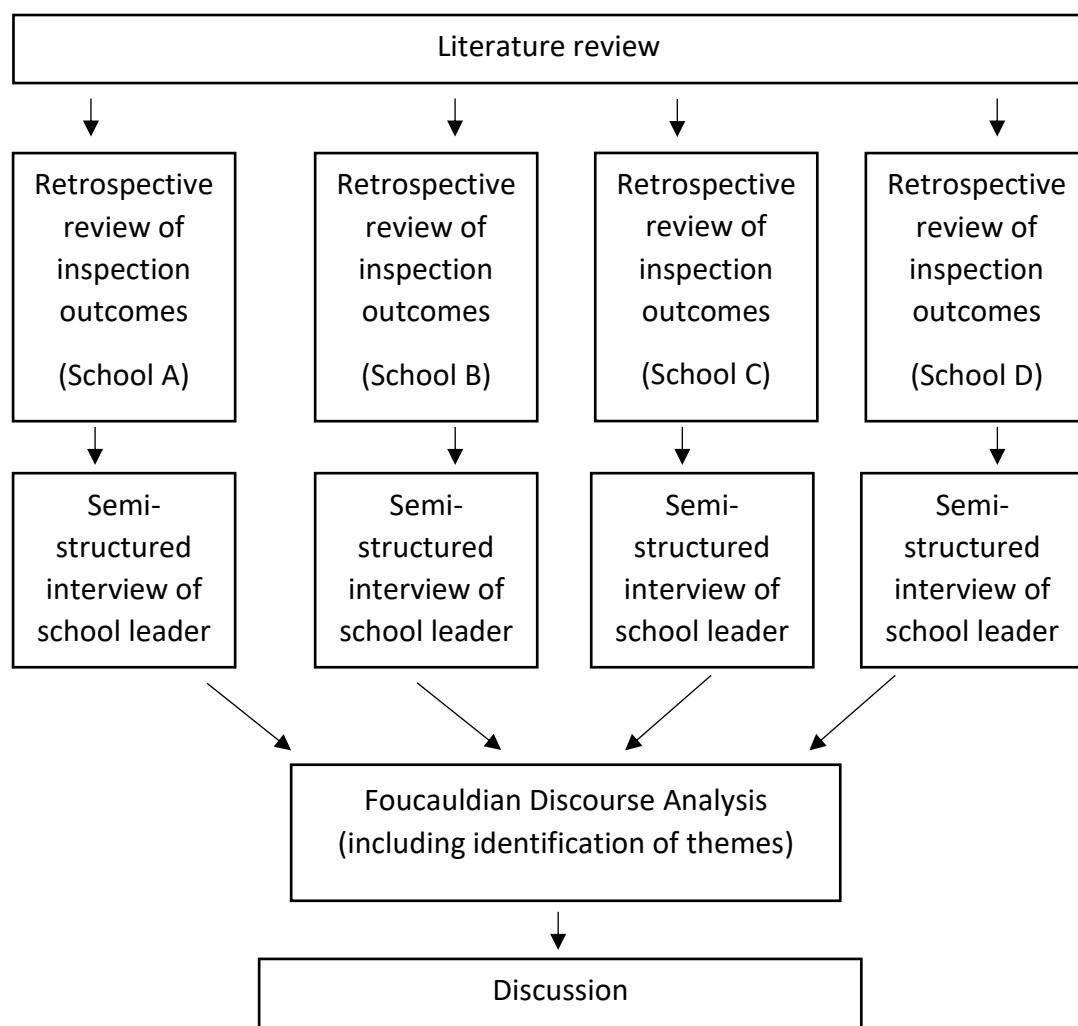 Literature review
Retrospective
review of
inspection
outcomes
(School A)
Retrospective
review of
inspection
outcomes
(School B)
Retrospective
review of
inspection
outcomes
(School C)
Retrospective
review of
inspection
outcomes
(School D)
Semi-
structured
interview of
school leader
Semi-
structured
interview of
school leader
Semi-
structured
interview of
school leader
Semi-
structured
interview of
school leader
Foucauldian Discourse Analysis
(including identification of themes)
Discussion